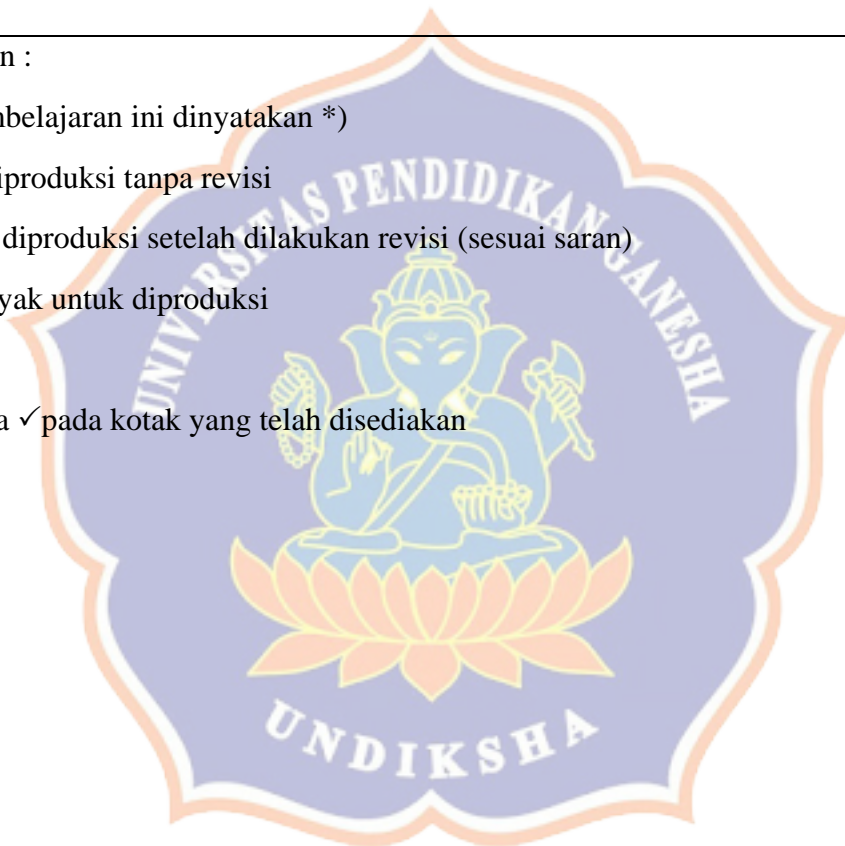 n :
nbelajaran ini dinyatakan *)
iproduksi tanpa revisi
diproduksi setelah dilakukan revisi (sesuai saran)
yak untuk diproduksi
a ✓pada kotak yang telah disediakan
UNIVERSITAS PENDIDIKAN GANESHA
UNDIKSHA